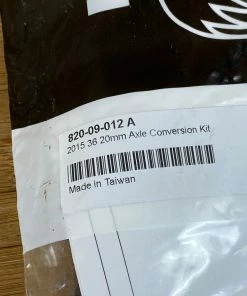 820-09-012 A
2015 36 20mm Axle Conversion Kit
Made In Taiwan